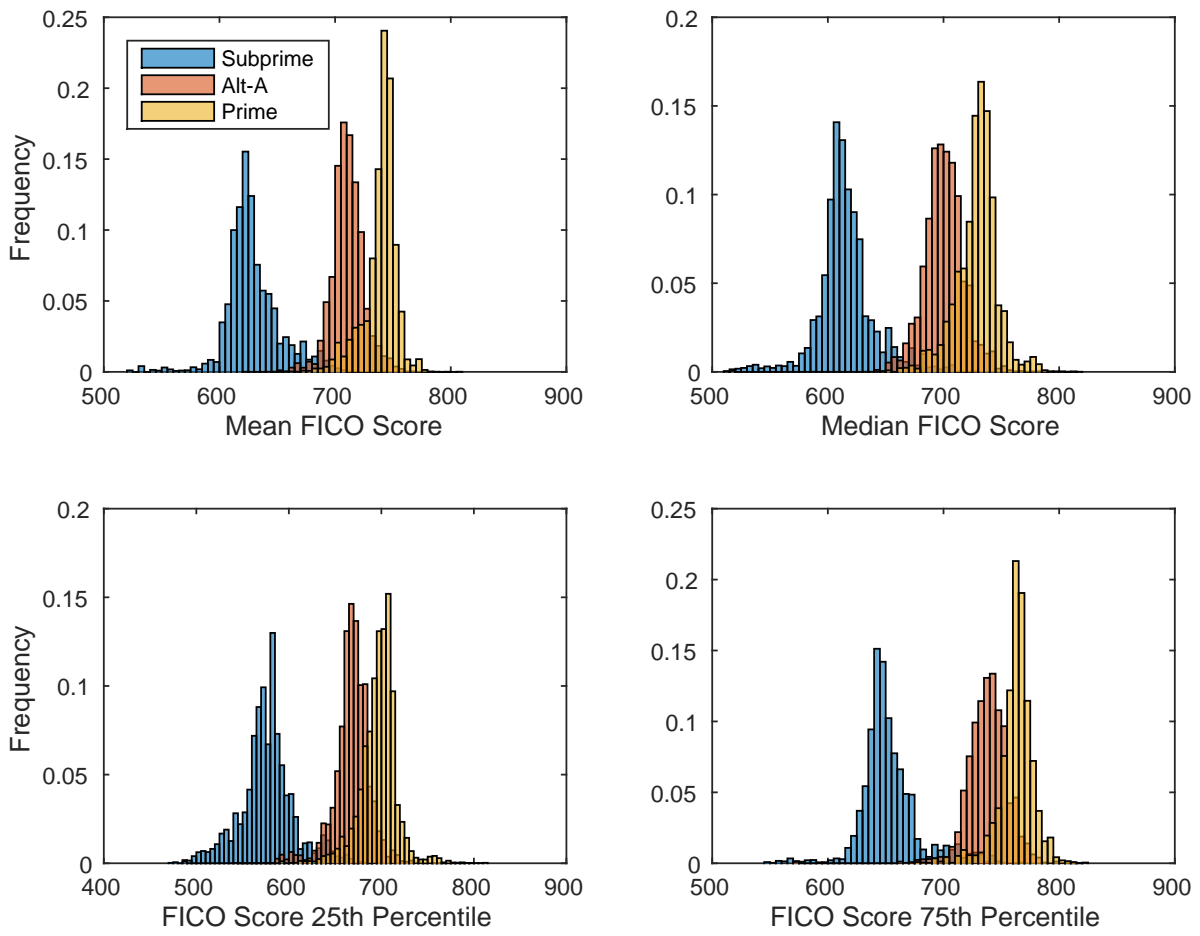 0.25
0.2
0.15
0.1
0.05
0
Frequency
Subprime
Alt-A
Prime
500 600 700 800 900
Mean FICO Score
0.2
0.15
0.1
0.05
0
500 600 700 800 900
Median FICO Score
0.2
0.15
0.1
0.05
0
Frequency
400 500 600 700 800 900
FICO Score 25th Percentile
0.25
0.2
0.15
0.1
0.05
0
500 600 700 800 900
FICO Score 75th Percentile